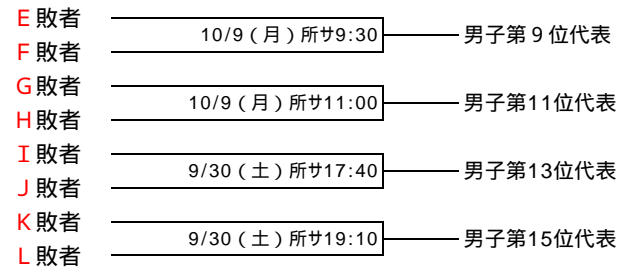 E敗者
10/9（月）所ｻ9:30
男子第９位代表
F敗者
G敗者
10/9（月）所ｻ11:00
男子第11位代表
H敗者
I敗者
9/30（土）所ｻ17:40
男子第13位代表
J敗者
K敗者
9/30（土）所ｻ19:10
男子第15位代表
L敗者